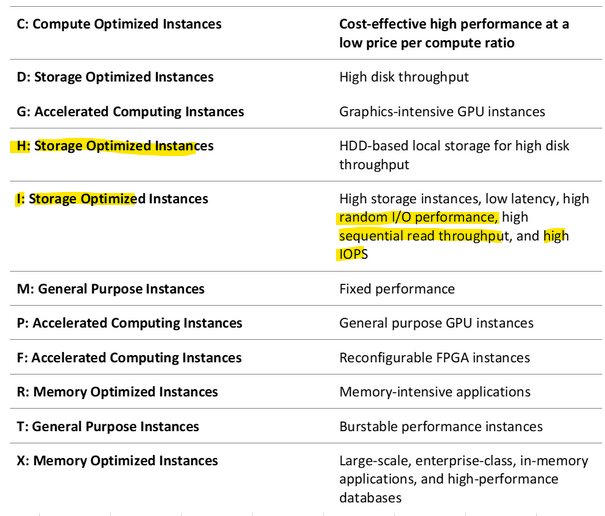 C: Compute Optimized Instances
Cost-effective high performance at a
low price per compute ratio
D: Storage Optimized Instances
High disk throughput
G: Accelerated Computing Instances
Graphics-intensive GPU instances
H: Storage Optimized Instances
HDD-based local storage for high disk
throughput
I: Storage Optimized Instances
High storage instances, low latency, high
random I/O performance, high
sequential read throughput, and high
IOPS
M: General Purpose Instances
Fixed performance
P: Accelerated Computing Instances
General purpose GPU instances
F: Accelerated Computing Instances
Reconfigurable FPGA instances
R: Memory Optimized Instances
Memory-intensive applications
T: General Purpose Instances
Burstable performance instances
X: Memory Optimized Instances
Large-scale, enterprise-class, in-memory
applications, and high-performance
databases